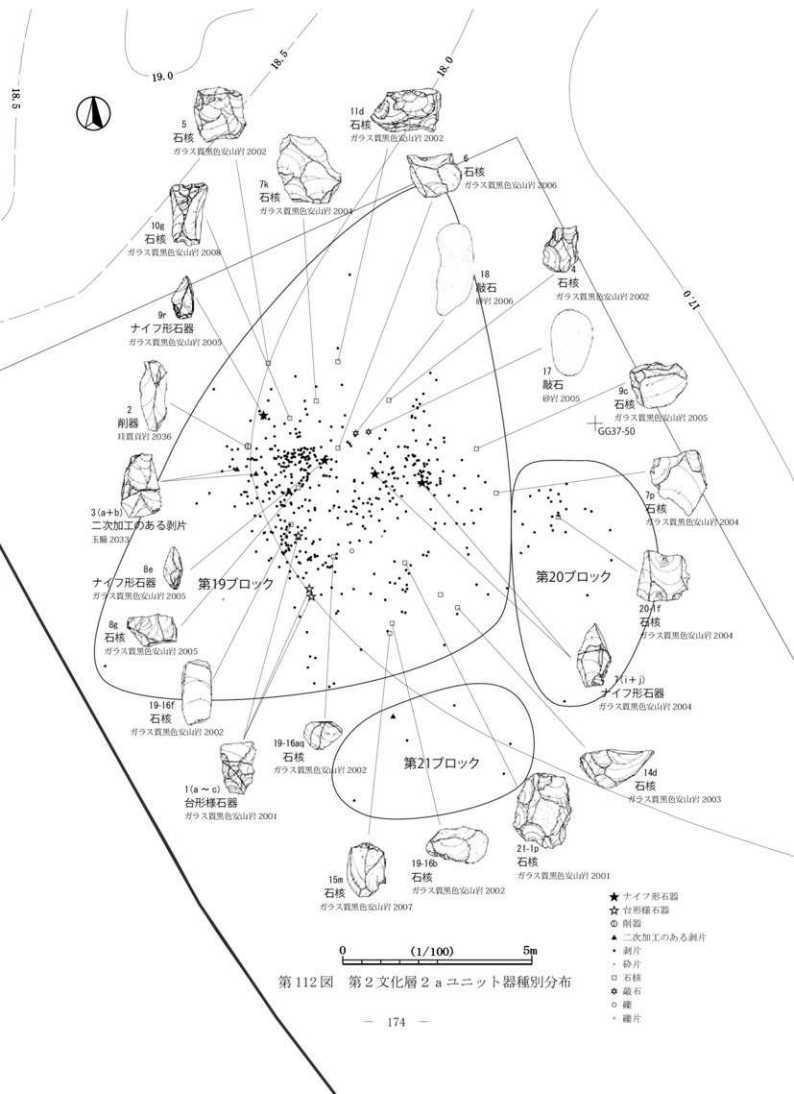 19.0
18.5
18.5
18.0
17.0
5
石核
ガラス質黒色安山岩 2002
11d
石核
ガラス質黒色安山岩 2002
7k
石核
ガラス質黒色安山岩 2004
6
石核
ガラス質黒色安山岩 2006
10g
石核
ガラス質黒色安山岩 2008
18
敲石
砂岩 2006
4
石核
ガラス質黒色安山岩 2002
9r
ナイフ形石器
ガラス質黒色安山岩 2005
17
敲石
砂岩 2005
2
削器
珪質頁岩 2036
9c
石核
ガラス質黒色安山岩 2005
GG37-50
3(a+b)
二次加工のある剥片
玉髄 2033
7p
石核
ガラス質黒色安山岩 2004
8e
ナイフ形石器
ガラス質黒色安山岩 2005
第19ブロック
第20ブロック
20-1f
石核
ガラス質黒色安山岩 2004
8g
石核
ガラス質黒色安山岩 2005
7(i+j)
ナイフ形石器
ガラス質黒色安山岩 2004
19-16f
石核
ガラス質黒色安山岩 2002
19-16aq
石核
ガラス質黒色安山岩 2002
第21ブロック
1(a～c)
台形様石器
ガラス質黒色安山岩 2001
14d
石核
ガラス質黒色安山岩 2003
21-1p
石核
ガラス質黒色安山岩 2001
19-16b
石核
ガラス質黒色安山岩 2002
15m
石核
ガラス質黒色安山岩 2007
★ ナイフ形石器
☆ 台形様石器
削器
▲ 二次加工のある剥片
・ 剥片
・ 砕片
□ 石核
敲石
○ 礫
・ 礫片
0 (1/100) 5m
第112図 第2文化層2aユニット器種別分布
― 174 ―